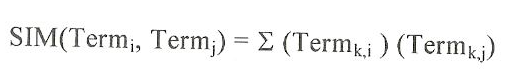 SIM(Termᵢ, Termⱼ) = Σ (Termₖ,ᵢ ) (Termₖ,ⱼ)